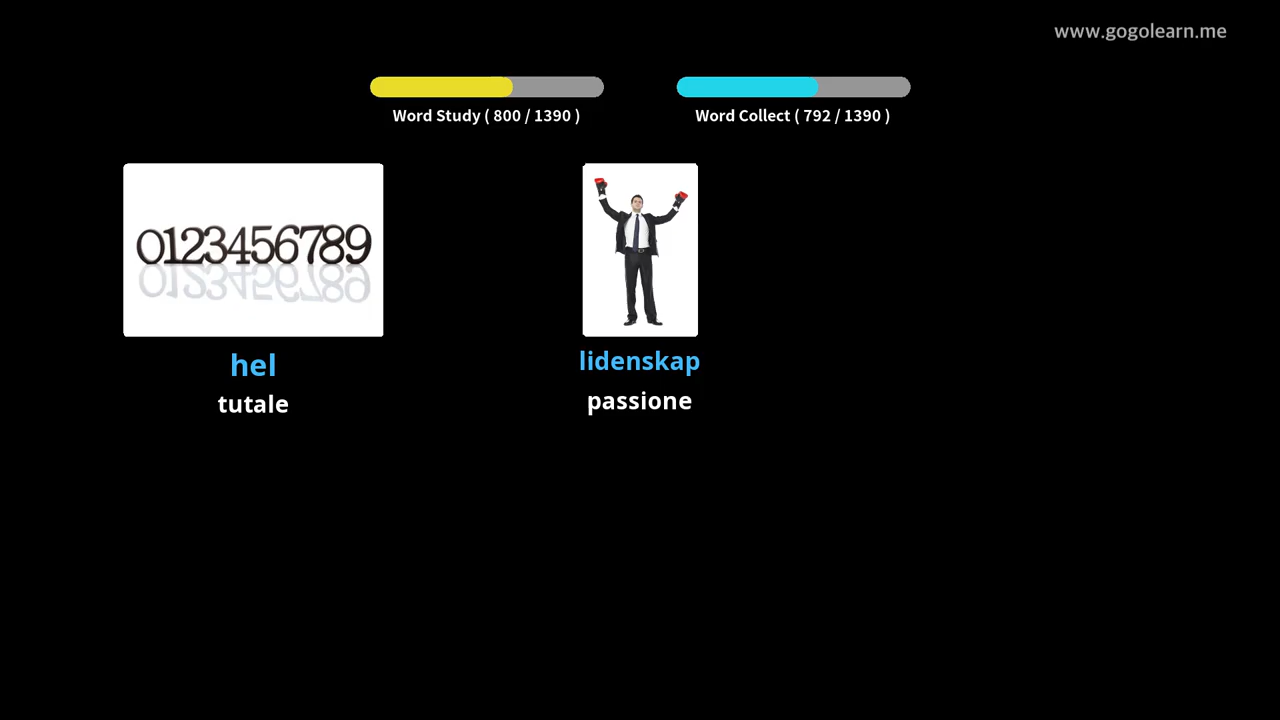 www.gogolearn.me
Word Study ( 800 / 1390 )
Word Collect ( 792 / 1390 )
0123456789
hel
tutale
lidenskap
passione